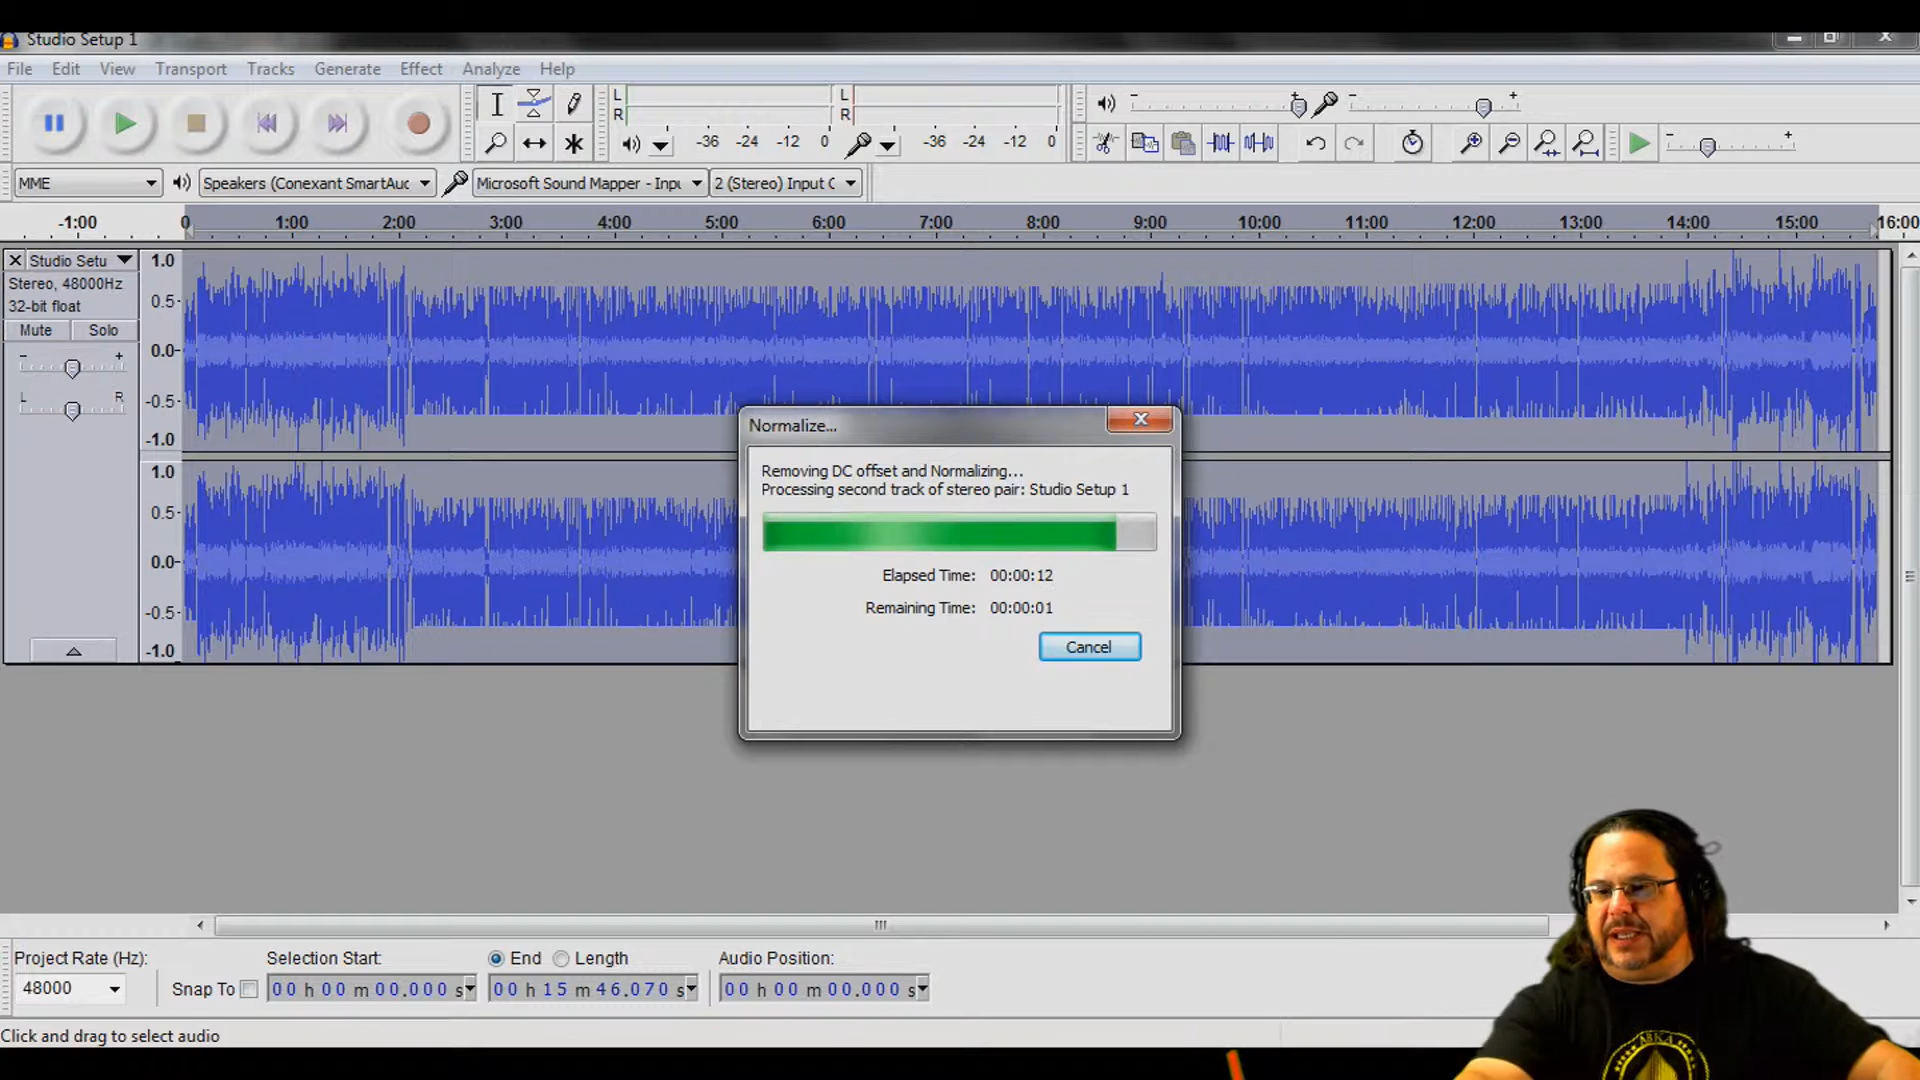 Studio Setup 1
File Edit View Transport Tracks Generate Effect Analyze Help
L
R
-36 -24 -12 0
L
R
-36 -24 -12 0
- +
- +
- +
MME
Speakers (Conexant SmartAuc
Microsoft Sound Mapper - Inpu
2 (Stereo) Input C
-1:00 0 1:00 2:00 3:00 4:00 5:00 6:00 7:00 8:00 9:00 10:00 11:00 12:00 13:00 14:00 15:00 16:00
Studio Setu
Stereo, 48000Hz
32-bit float
Mute Solo
- +
L R
1.0
0.5-
0.0-
-0.5-
-1.0
1.0
0.5-
0.0-
-0.5-
-1.0
Normalize...
Removing DC offset and Normalizing...
Processing second track of stereo pair: Studio Setup 1
Elapsed Time: 00:00:12
Remaining Time: 00:00:01
Cancel
Project Rate (Hz):
48000
Snap To
Selection Start:
00 h 00 m 00.000 s
End Length
00 h 15 m 46.070 s
Audio Position:
00 h 00 m 00.000 s
Click and drag to select audio
ABKA